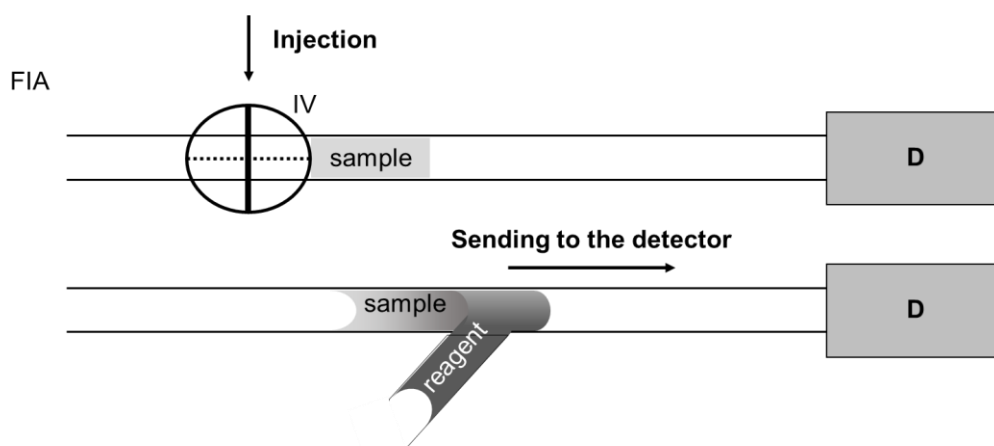 Injection
FIA
IV
sample
D
Sending to the detector
sample
D
reagent